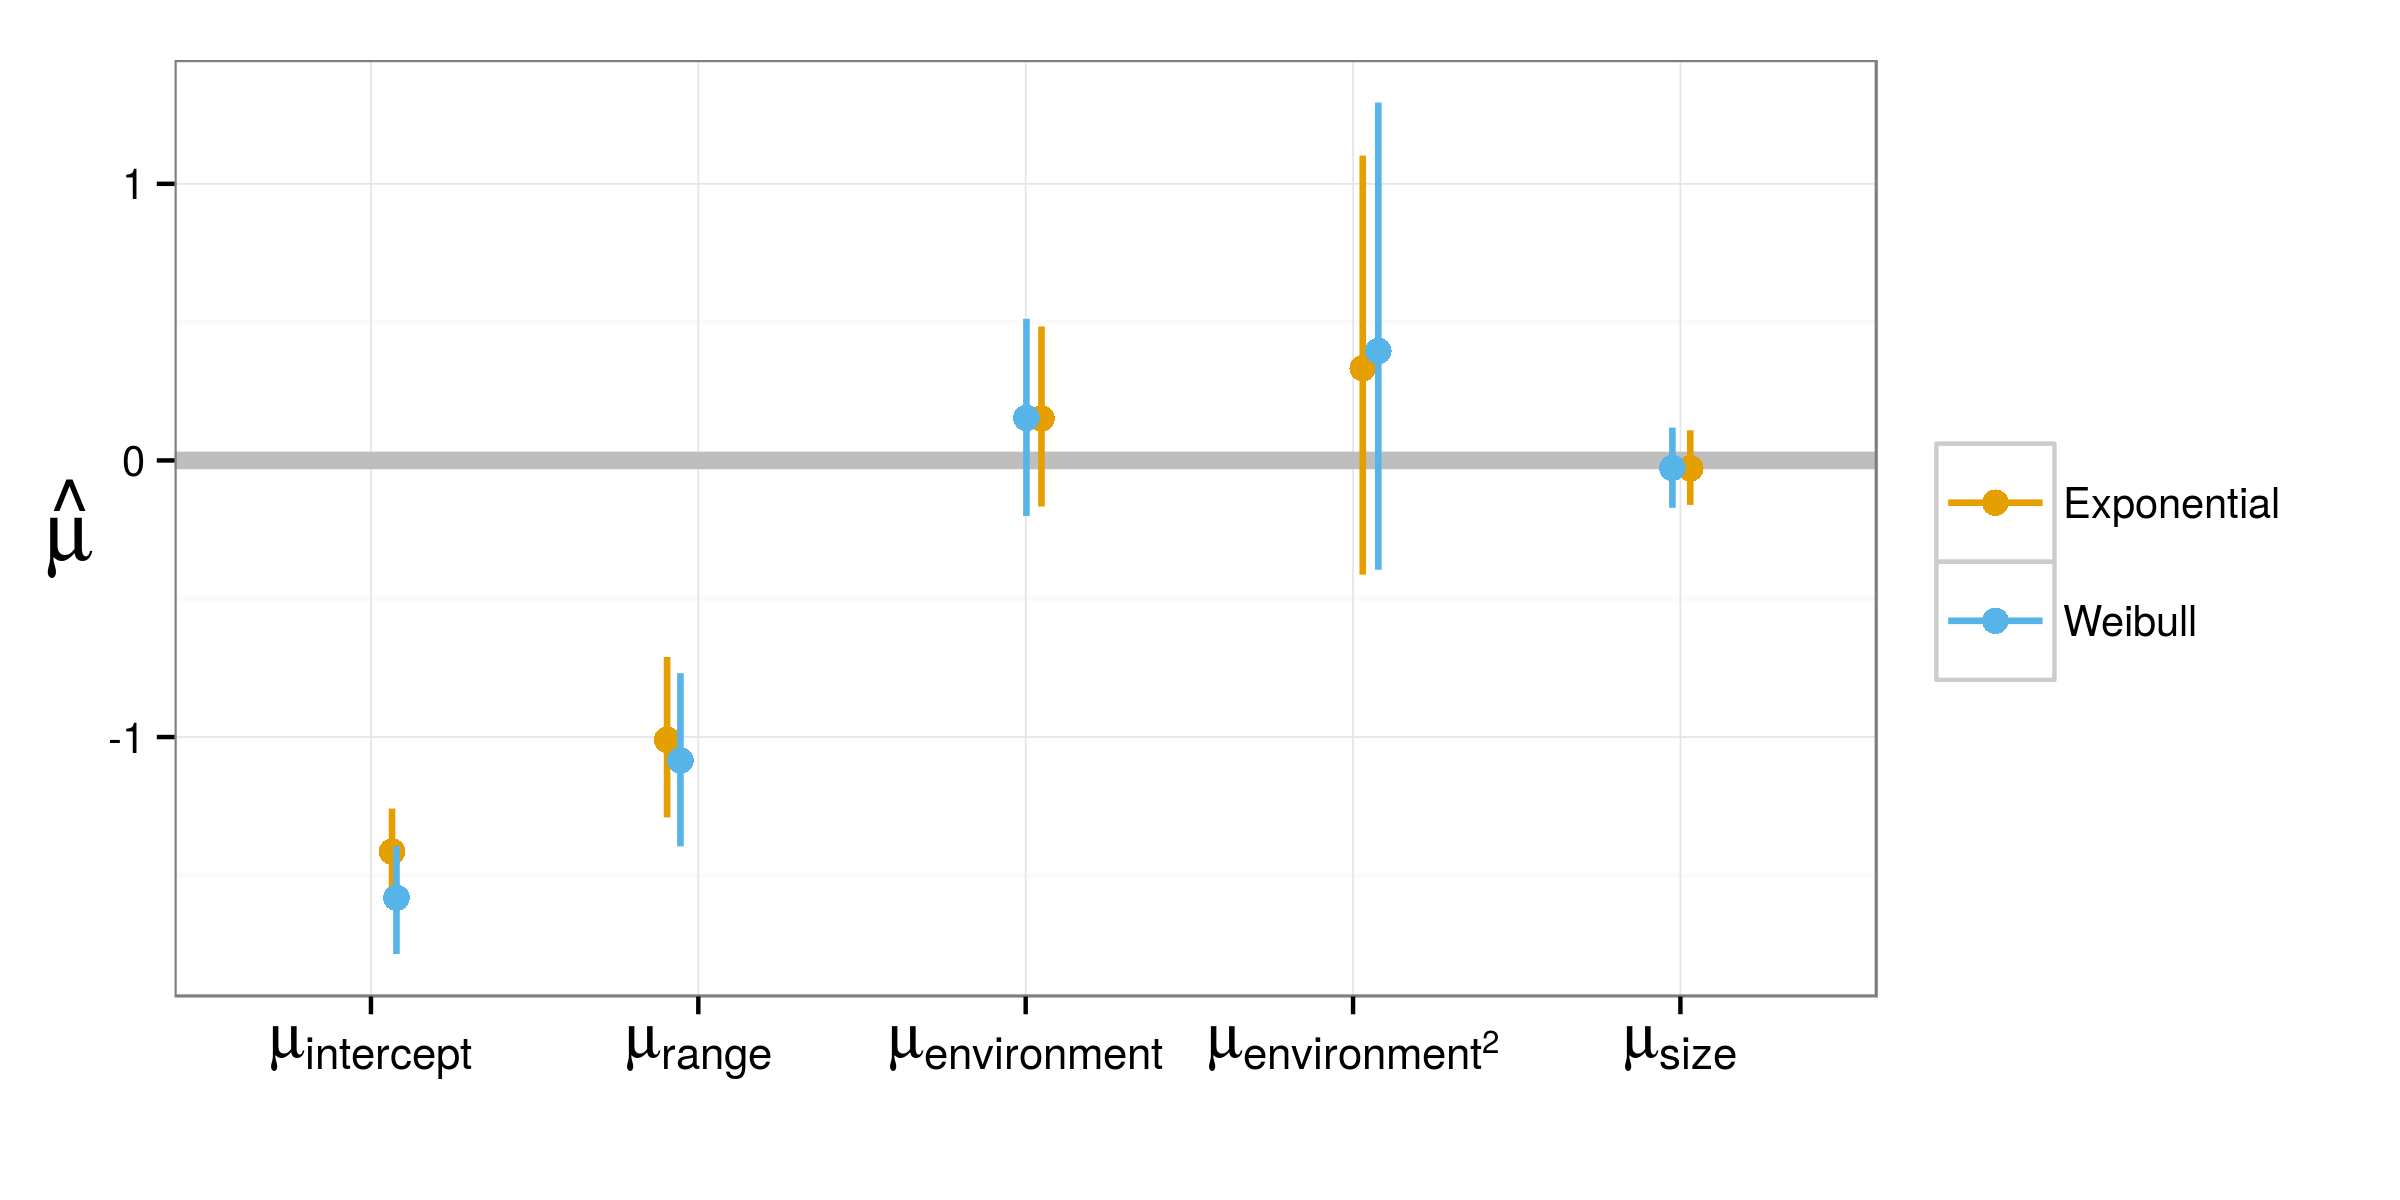 1
0
-1
μ̂
μintercept μrange μenvironment μenvironment² μsize
Exponential
Weibull